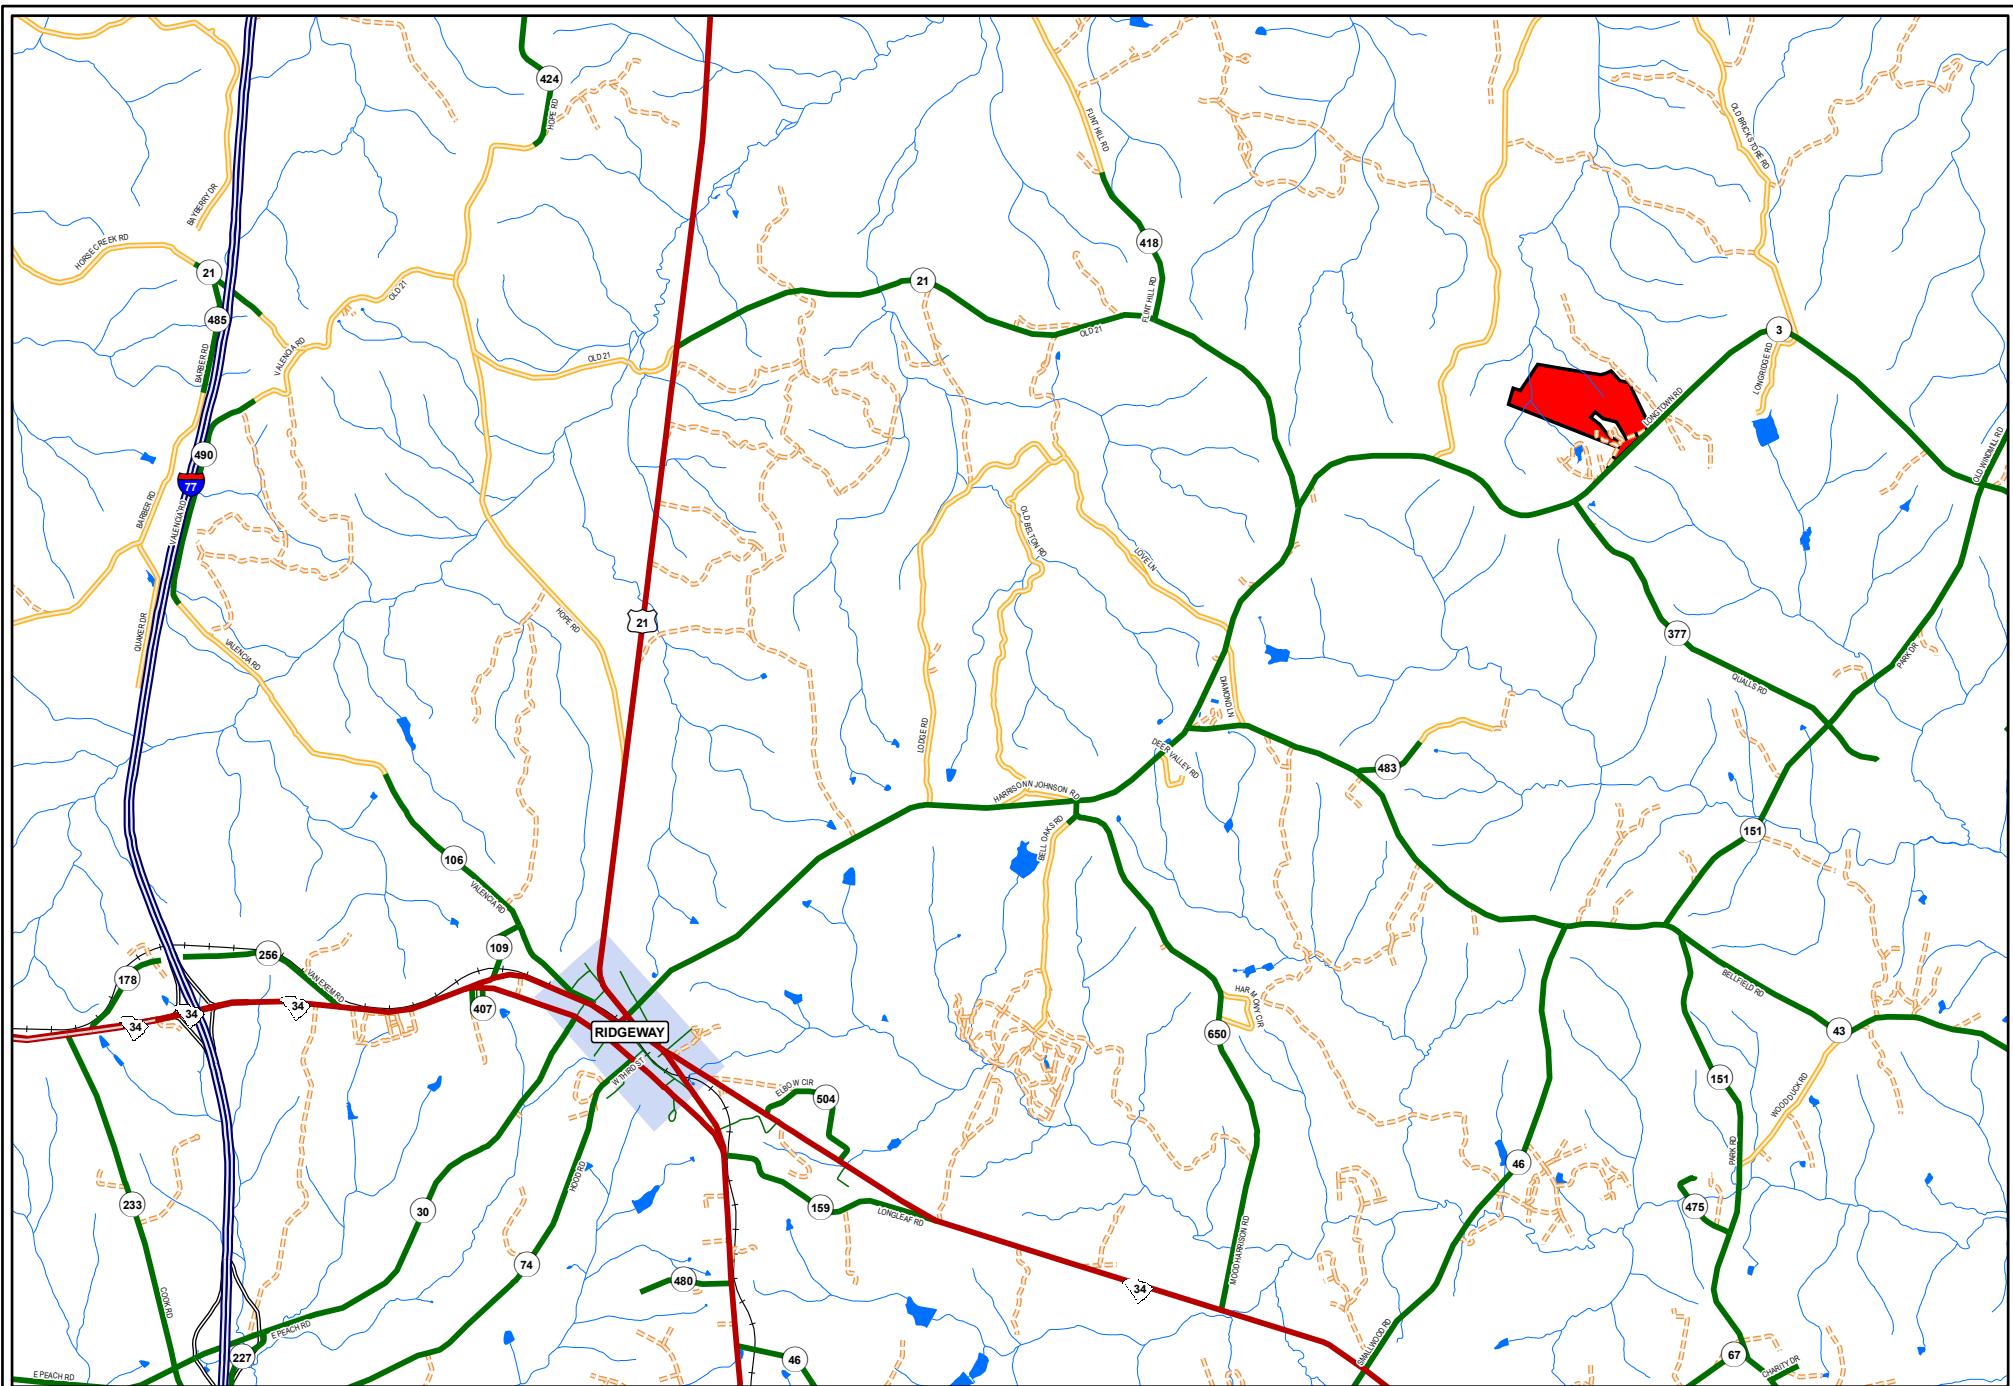 424
HOPE RD
FLINT HILL RD
OLD BRICKSTORE RD
BAYBERRY DR
HORSE CREEK RD
418
21
21
OLD 21
FLINT HILL RD
485
OLD 21
3
VALENCIA RD
BARBER RD
OLD 21
LONGRIDGE RD
LONGTOWN RD
490
77
OLD WINDMILL RD
BARBER RD
VALENCIA RD
OLD BELTON RD
LOVE LN
HOPE RD
21
QUAKER DR
VALENCIA RD
377
PARK DR
QUALLS RD
DIAMOND LN
LODGE RD
DEER VALLEY RD
483
HARRISON N JOHNSON RD
BELL OAKS RD
151
106
VALENCIA RD
109
256
178
VAN EXEM RD
BELLFIELD RD
HARMONY CIR
34
34
34
407
RIDGEWAY
650
43
W THIRD ST
ELBOW CIR
504
151
WOOD DUCK RD
PARK RD
46
HOOD RD
233
30
159
LONGLEAF RD
475
MOOD HARRISON RD
74
480
34
COOK RD
E PEACH RD
227
46
SMALLWOOD RD
67
CHARITY DR
E PEACH RD